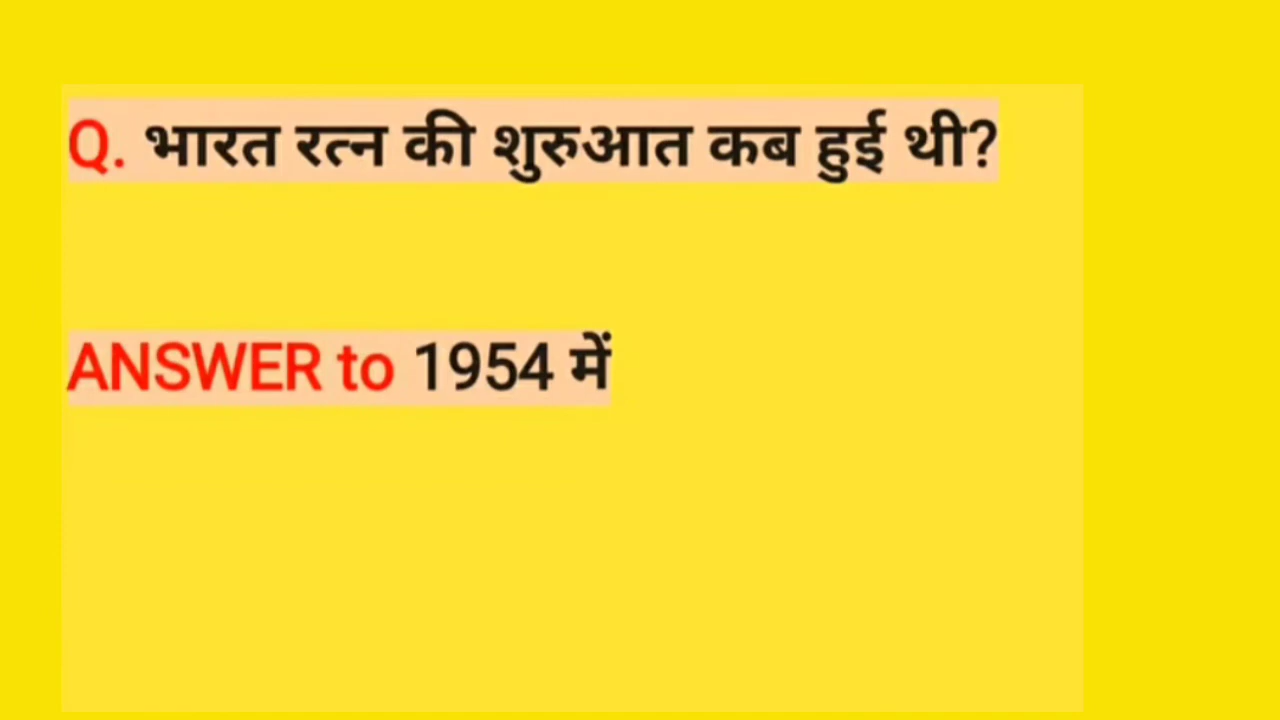 Q. भारत रत्न की शुरुआत कब हुई थी?
ANSWER to 1954 में